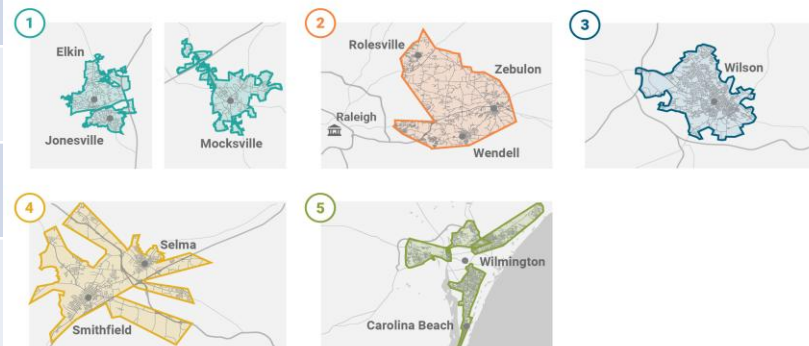 1
Elkin
Jonesville
Mocksville
2
Rolesville
Zebulon
Raleigh
Wendell
3
Wilson
4
Selma
Smithfield
5
Wilmington
Carolina Beach